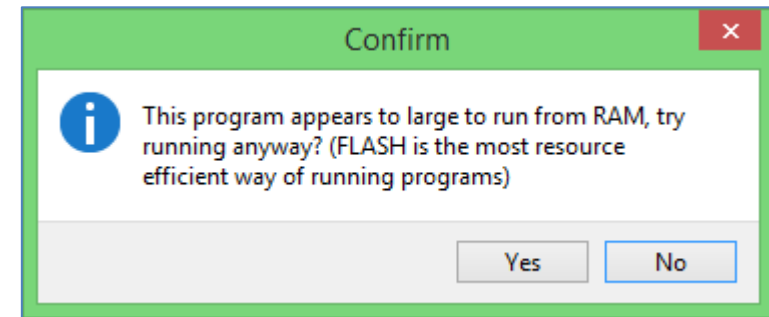 Confirm
This program appears to large to run from RAM, try
running anyway? (FLASH is the most resource
efficient way of running programs)
Yes No